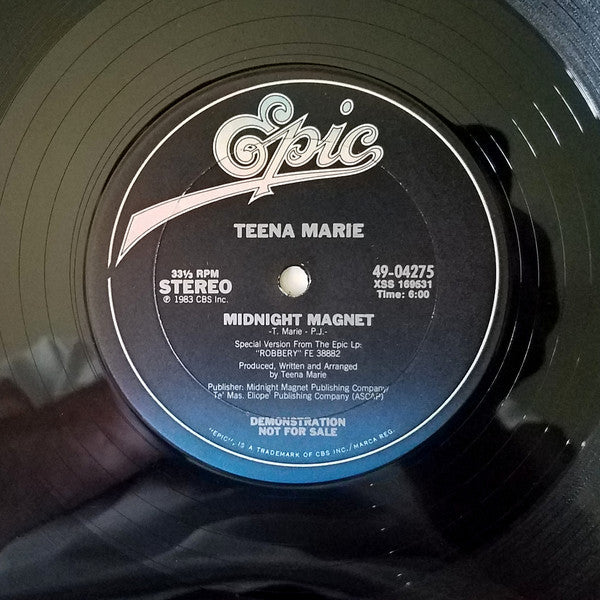 Epic
TEENA MARIE
33⅓ RPM
STEREO
℗ 1983 CBS Inc.
49-04275
XSS 169631
Time: 6:00
MIDNIGHT MAGNET
-T. Marie - P.J.-
Special Version From The Epic Lp:
"ROBBERY" FE 38882
Produced, Written and Arranged
by Teena Marie
Publisher: Midnight Magnet Publishing Company/
Te' Mas. Eliope' Publishing Company (ASCAP)
DEMONSTRATION
NOT FOR SALE
"EPIC", IS A TRADEMARK OF CBS INC./MARCA REG.